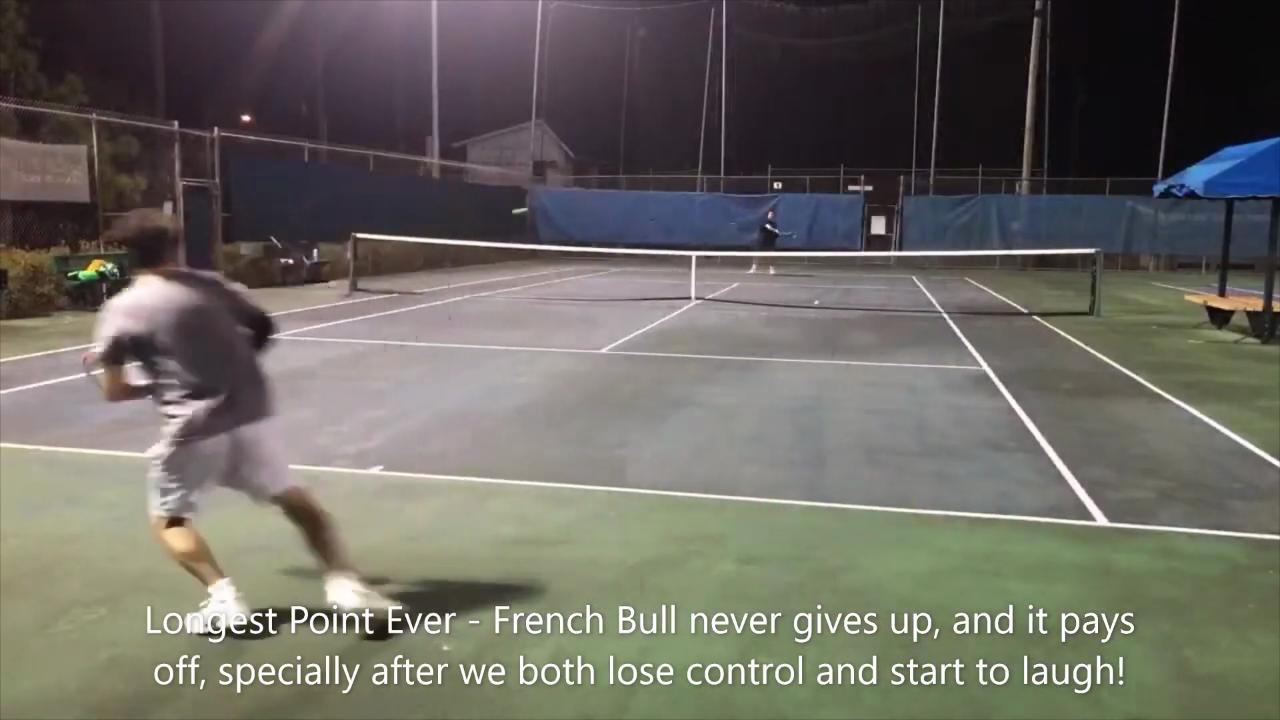 Longest Point Ever - French Bull never gives up, and it pays
off, specially after we both lose control and start to laugh!